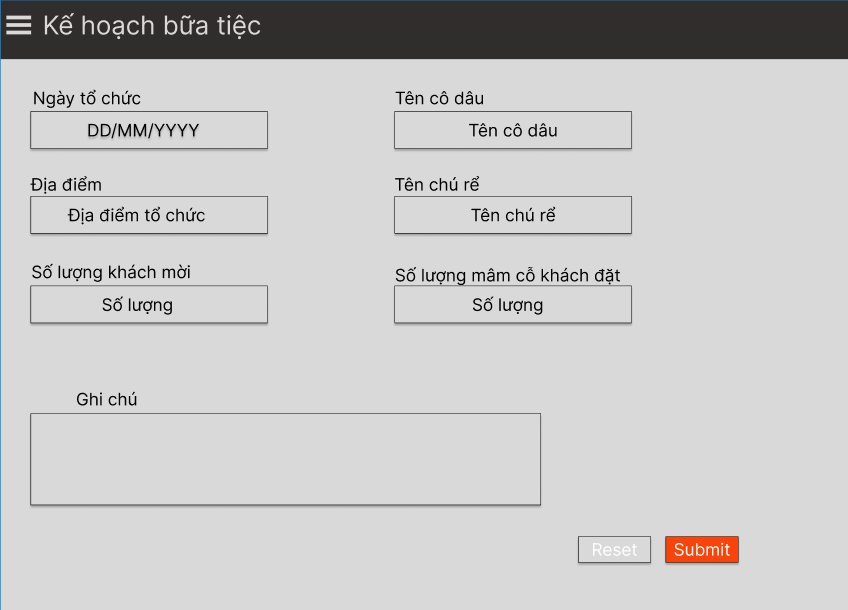 Kế hoạch bữa tiệc
Ngày tổ chức
Tên cô dâu
DD/MM/YYYY
Tên cô dâu
Địa điểm
Tên chú rể
Địa điểm tổ chức
Tên chú rể
Số lượng khách mời
Số lượng mâm cỗ khách đặt
Số lượng
Số lượng
Ghi chú
Reset
Submit